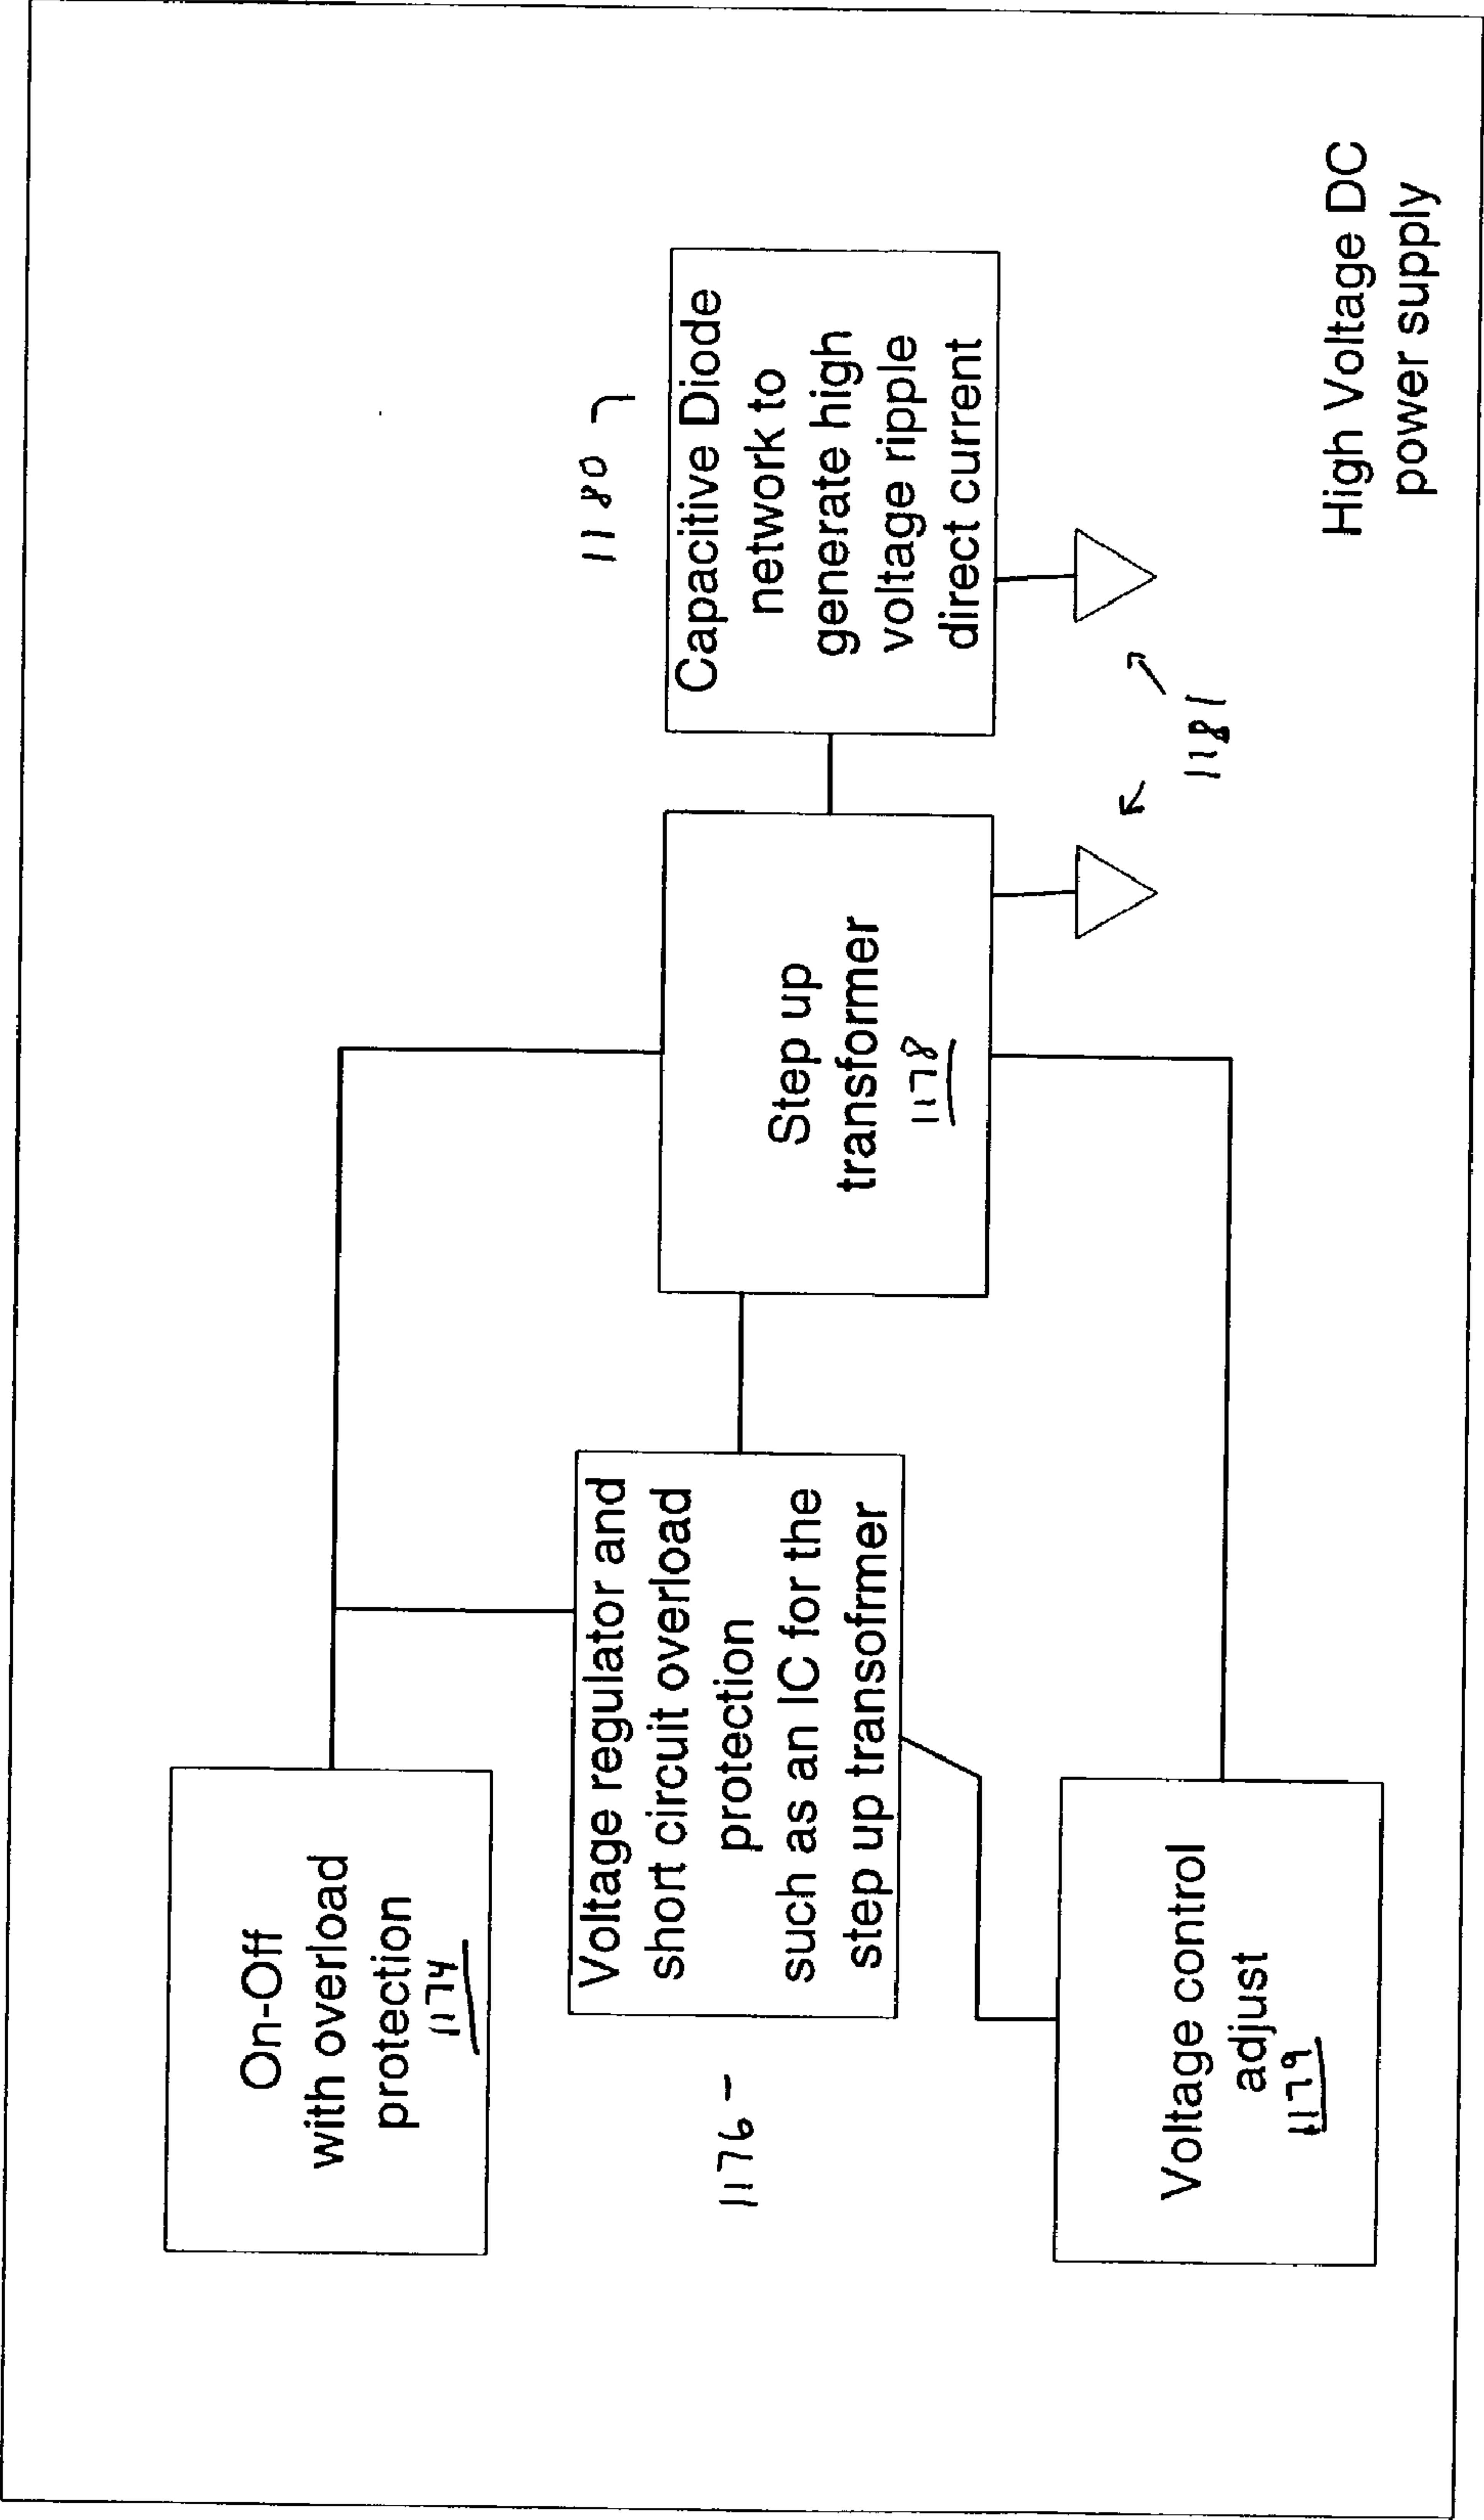 On-Off
with overload
protection
1174
1176
Voltage regulator and
short circuit overload
protection
such as an IC for the
step up transofrmer
Voltage control
adjust
1179
Step up
transformer
1178
1180
Capacitive Diode
network to
generate high
voltage ripple
direct current
1181
High Voltage DC
power supply